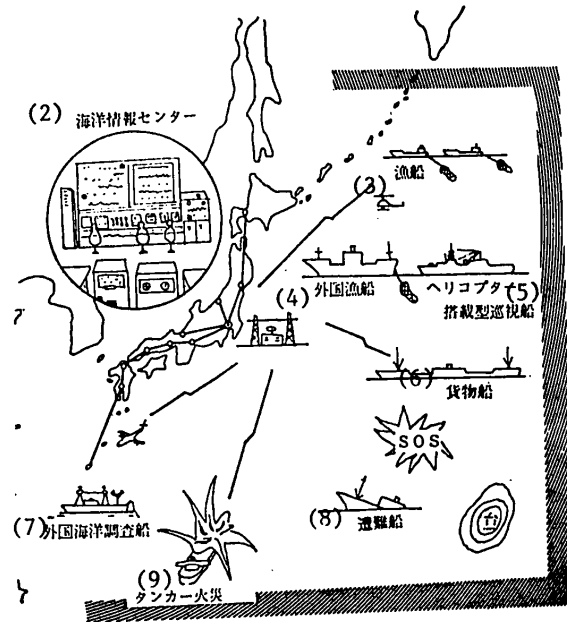 (2) 海洋情報センター
漁船
(3)
(4)
外国漁船
ヘリコプター
(5)
搭載型巡視船
(6)
貨物船
SOS
(7)
外国海洋調査船
(8)
遭難船
(9)
タンカー火災